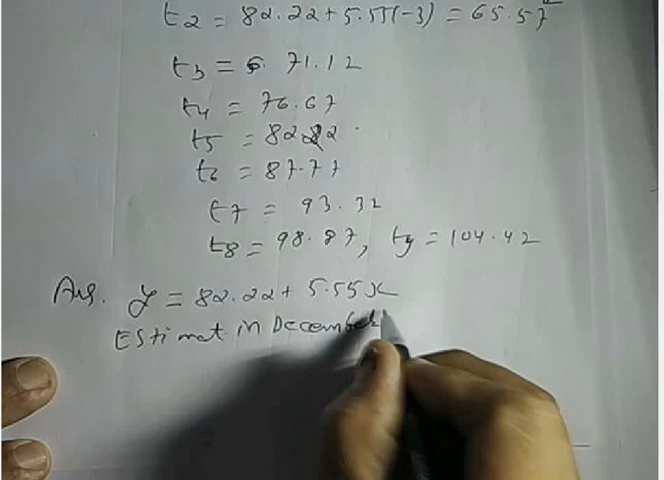 t2 = 82.22+5.55(-3) = 65.57
t3 = 71.12
t4 = 76.67
t5 = 82.22
t6 = 87.77
t7 = 93.32
t8 = 98.87, t9 = 104.42
Ans. y = 82.22 + 5.55x
Estimat in December